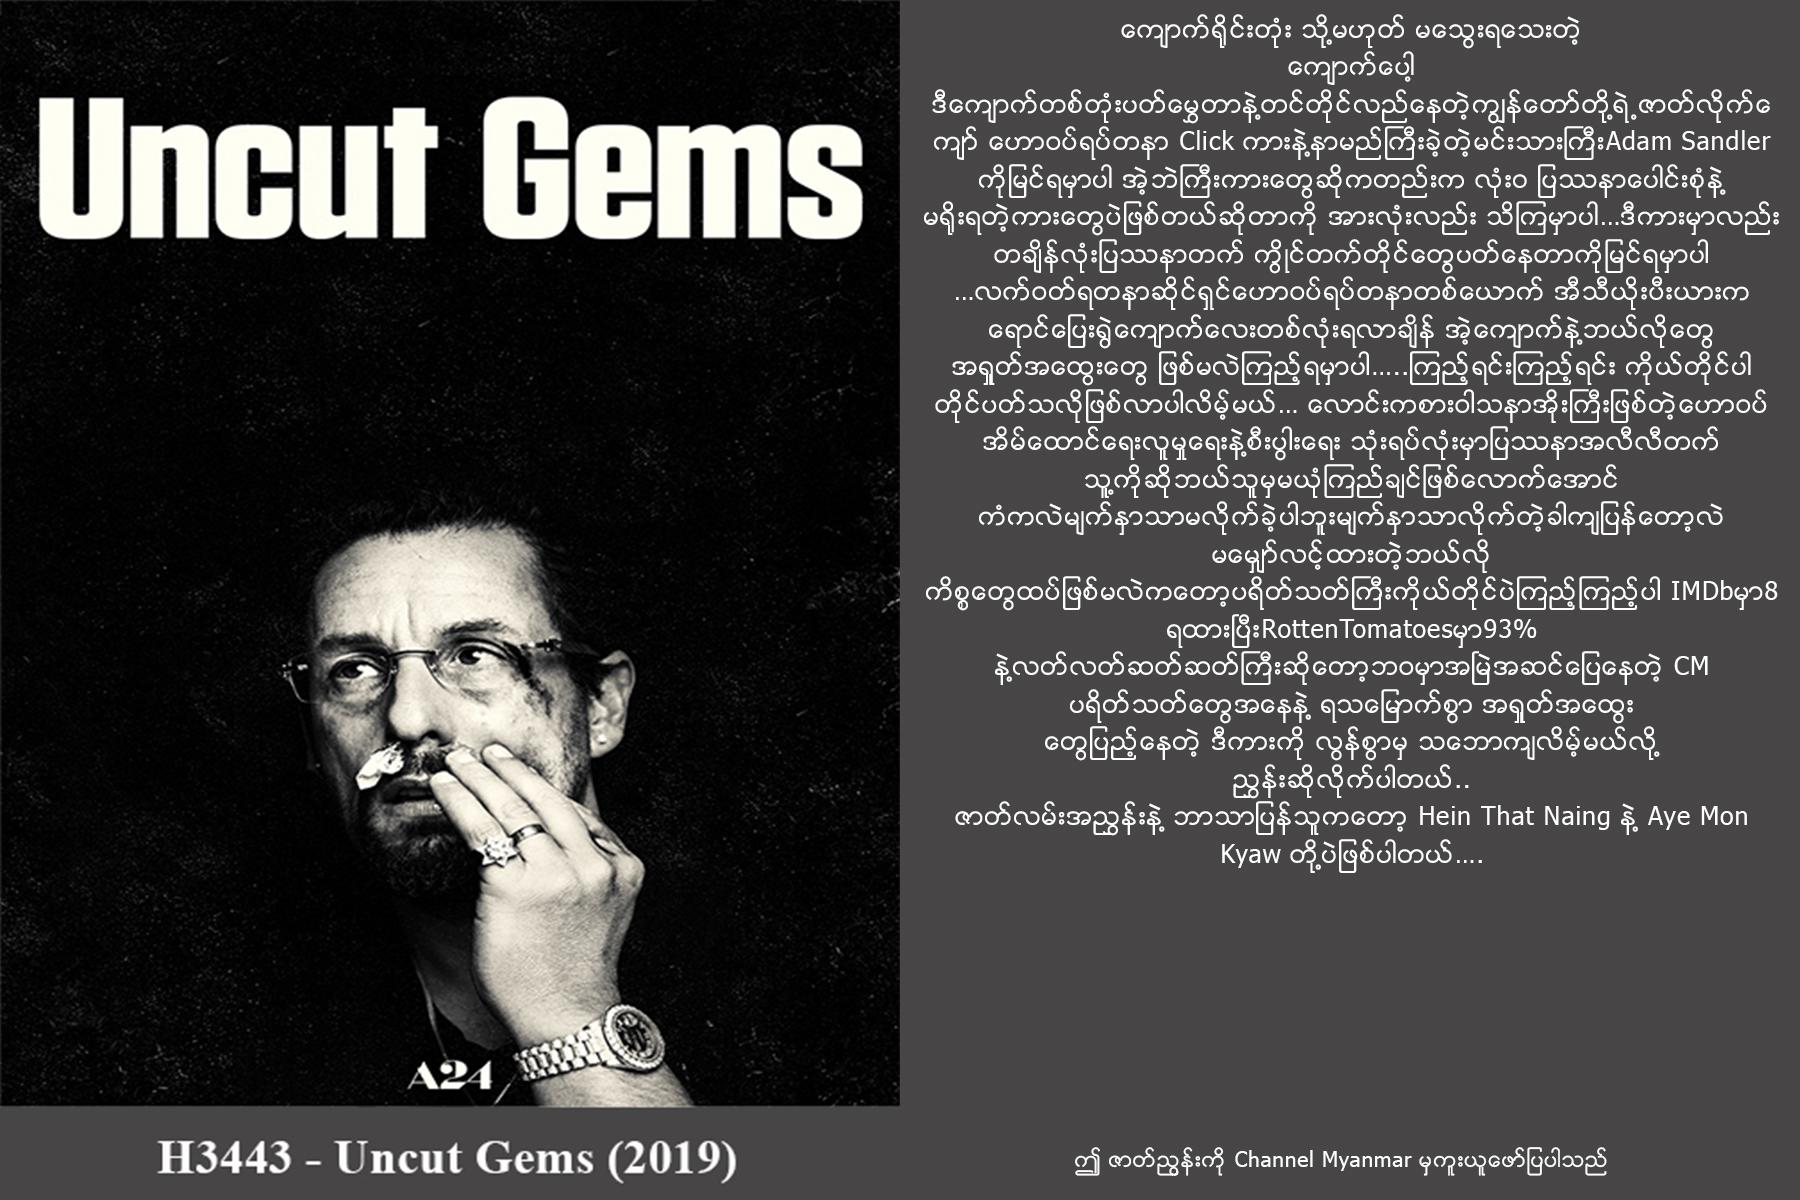 Uncut Gems
A24
H3443 - Uncut Gems (2019)
ကျောက်ရိုင်းတုံး သို့မဟုတ် မသွေးရသေးတဲ့
ကျောက်ပေါ့
ဒီကျောက်တစ်တုံးပတ်မွှေတာနဲ့တင်တိုင်လည်နေတဲ့ကျွန်တော်တို့ရဲ့ဇာတ်လိုက်ေ
ကျာ် ဟောဝပ်ရပ်တနာ Click ကားနဲ့နာမည်ကြီးခဲ့တဲ့မင်းသားကြီးAdam Sandler
ကိုမြင်ရမှာပါ အဲ့ဘဲကြီးကားတွေဆိုကတည်းက လုံးဝ ပြဿနာပေါင်းစုံနဲ့
မရိုးရတဲ့ကားတွေပဲဖြစ်တယ်ဆိုတာကို အားလုံးလည်း သိကြမှာပါ...ဒီကားမှာလည်း
တချိန်လုံးပြဿနာတက် ကွိုင်တက်တိုင်တွေပတ်နေတာကိုမြင်ရမှာပါ
...လက်ဝတ်ရတနာဆိုင်ရှင်ဟောဝပ်ရပ်တနာတစ်ယောက် အီသီယိုးပီးယားက
ရောင်ပြေးရွဲကျောက်လေးတစ်လုံးရလာချိန် အဲ့ကျောက်နဲ့ဘယ်လိုတွေ
အရှုတ်အထွေးတွေ ဖြစ်မလဲကြည့်ရမှာပါ.....ကြည့်ရင်းကြည့်ရင်း ကိုယ်တိုင်ပါ
တိုင်ပတ်သလိုဖြစ်လာပါလိမ့်မယ်... လောင်းကစားဝါသနာအိုးကြီးဖြစ်တဲ့ဟောဝပ်
အိမ်ထောင်ရေးလူမှုရေးနဲ့စီးပွါးရေး သုံးရပ်လုံးမှာပြဿနာအလီလီတက်
သူ့ကိုဆိုဘယ်သူမှမယုံကြည်ချင်ဖြစ်လောက်အောင်
ကံကလဲမျက်နှာသာမလိုက်ခဲ့ပါဘူးမျက်နှာသာလိုက်တဲ့ခါကျပြန်တော့လဲ
မမျှော်လင့်ထားတဲ့ဘယ်လို
ကိစ္စတွေထပ်ဖြစ်မလဲကတော့ပရိတ်သတ်ကြီးကိုယ်တိုင်ပဲကြည့်ကြည့်ပါ IMDbမှာ8
ရထားပြီးRottenTomatoesမှာ93%
နဲ့လတ်လတ်ဆတ်ဆတ်ကြီးဆိုတော့ဘဝမှာအမြဲအဆင်ပြေနေတဲ့ CM
ပရိတ်သတ်တွေအနေနဲ့ ရသမြောက်စွာ အရှုတ်အထွေး
တွေပြည့်နေတဲ့ ဒီကားကို လွန်စွာမှ သဘောကျလိမ့်မယ်လို့
ညွှန်းဆိုလိုက်ပါတယ်..
ဇာတ်လမ်းအညွှန်းနဲ့ ဘာသာပြန်သူကတော့ Hein That Naing နဲ့ Aye Mon
Kyaw တို့ပဲဖြစ်ပါတယ်....
ဤ ဇာတ်ညွှန်းကို Channel Myanmar မှကူးယူဖော်ပြပါသည်